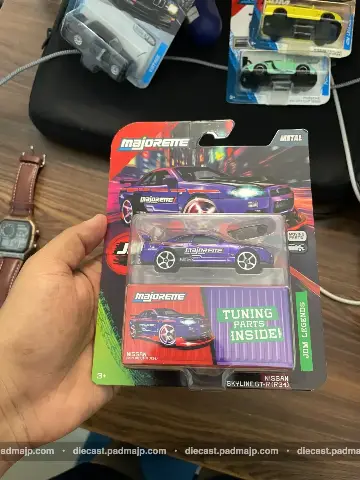 majorette
METAL
majorette
majorette
TUNING
PARTS
INSIDE!
NISSAN
JDM LEGENDS
NISSAN
SKYLINE GT-R (R34)
3+
diecast.padmajp.com · diecast.padmajp.com · diecast.padmajp.com